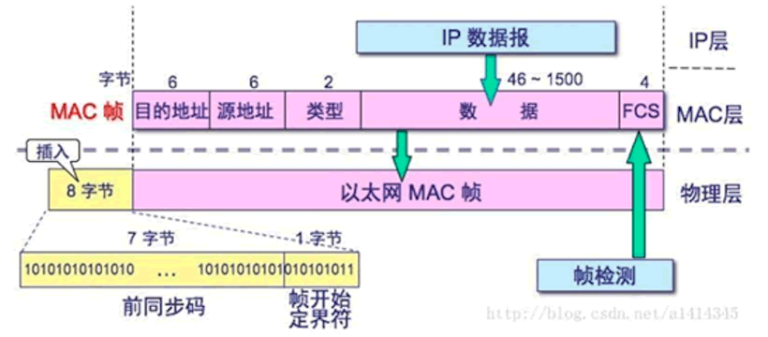 IP 数据报
IP层
字节 6 6 2 46 ~ 1500 4
MAC 帧 目的地址 源地址 类型 数 据 FCS MAC层
插入
8 字节 以太网 MAC 帧 物理层
7 字节 1 字节
10101010101010 ... 10101010101010101011
前同步码 帧开始
定界符
帧检测
http://blog.csdn.net/a1414345